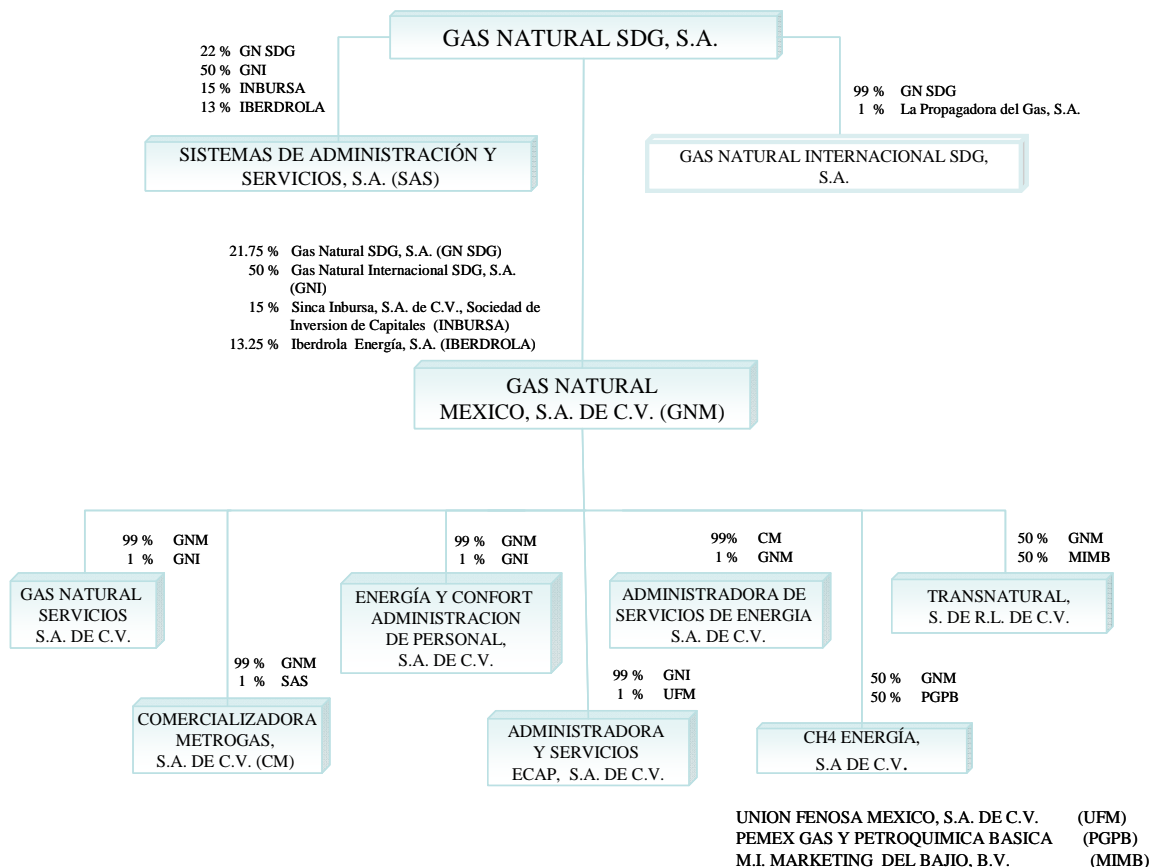 GAS NATURAL SDG, S.A.
22 % GN SDG
50 % GNI
15 % INBURSA
13 % IBERDROLA
99 % GN SDG
1 % La Propagadora del Gas, S.A.
SISTEMAS DE ADMINISTRACIÓN Y
SERVICIOS, S.A. (SAS)
GAS NATURAL INTERNACIONAL SDG,
S.A.
21.75 % Gas Natural SDG, S.A. (GN SDG)
50 % Gas Natural Internacional SDG, S.A.
(GNI)
15 % Sinca Inbursa, S.A. de C.V., Sociedad de
Inversion de Capitales (INBURSA)
13.25 % Iberdrola Energía, S.A. (IBERDROLA)
GAS NATURAL
MEXICO, S.A. DE C.V. (GNM)
99 % GNM
1 % GNI
GAS NATURAL
SERVICIOS
S.A. DE C.V.
99 % GNM
1 % GNI
ENERGÍA Y CONFORT
ADMINISTRACION
DE PERSONAL,
S.A. DE C.V.
99% CM
1 % GNM
ADMINISTRADORA DE
SERVICIOS DE ENERGIA
S.A. DE C.V.
50 % GNM
50 % MIMB
TRANSNATURAL,
S. DE R.L. DE C.V.
99 % GNM
1 % SAS
COMERCIALIZADORA
METROGAS,
S.A. DE C.V. (CM)
99 % GNI
1 % UFM
ADMINISTRADORA
Y SERVICIOS
ECAP, S.A. DE C.V.
50 % GNM
50 % PGPB
CH4 ENERGÍA,
S.A DE C.V.
UNION FENOSA MEXICO, S.A. DE C.V. (UFM)
PEMEX GAS Y PETROQUIMICA BASICA (PGPB)
M.I. MARKETING DEL BAJIO, B.V. (MIMB)